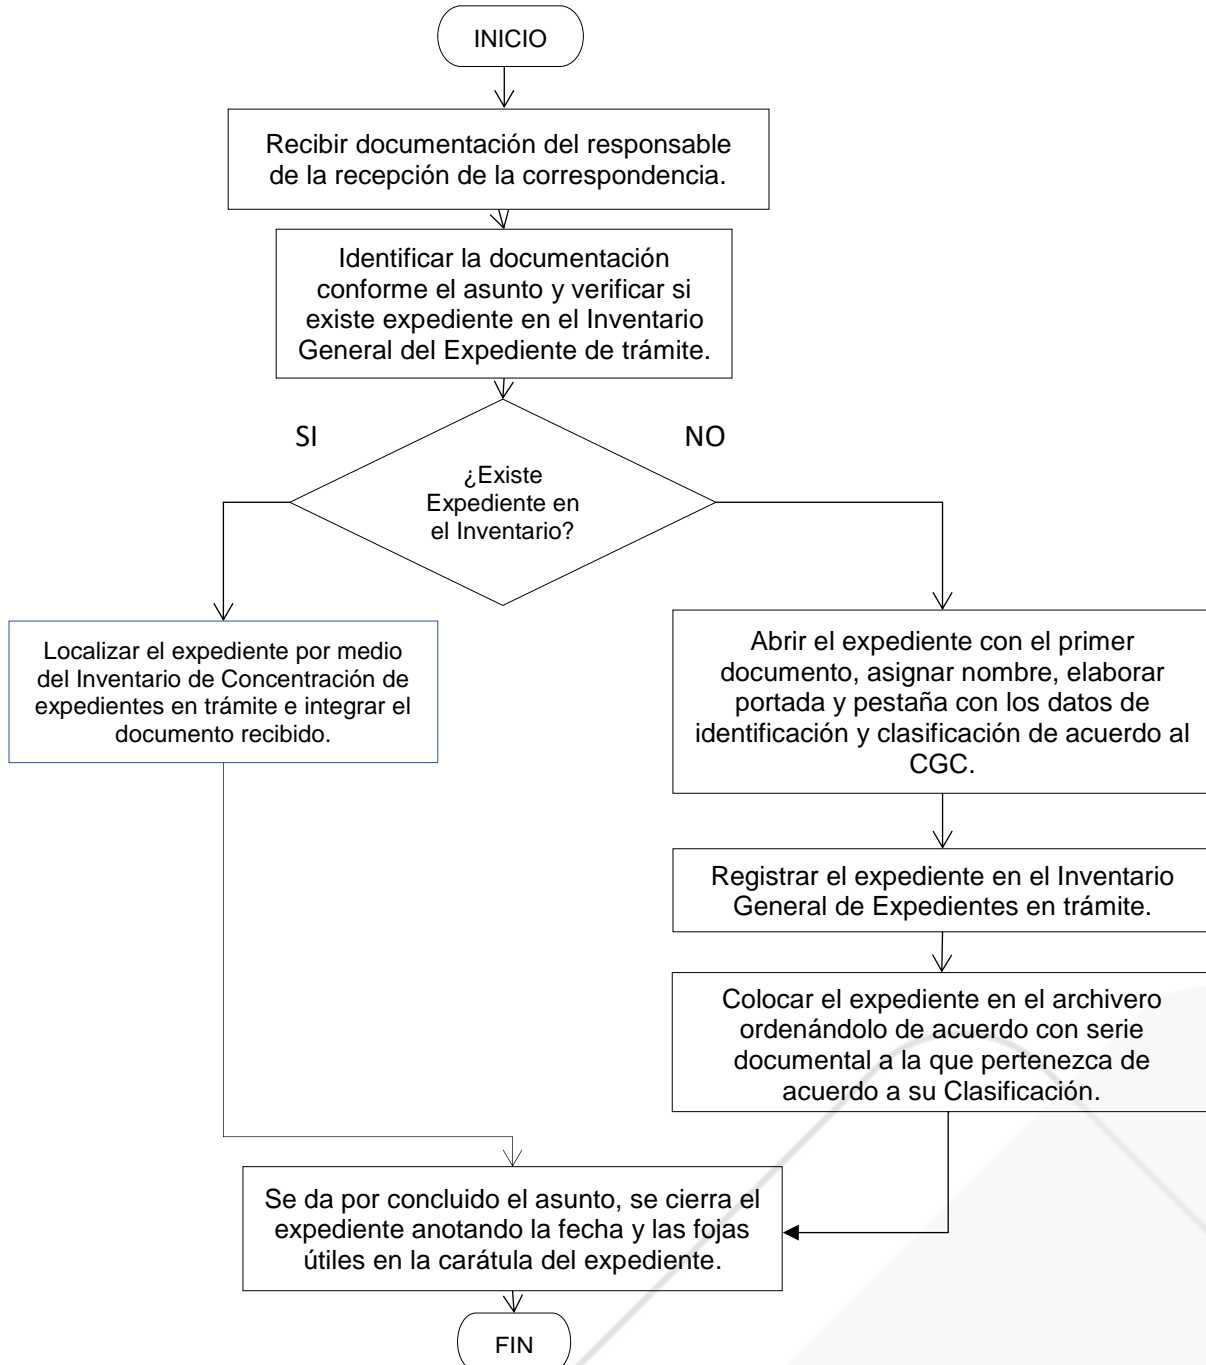 INICIO
Recibir documentación del responsable
de la recepción de la correspondencia.
Identificar la documentación
conforme el asunto y verificar si
existe expediente en el Inventario
General del Expediente de trámite.
SI
NO
¿Existe
Expediente en
el Inventario?
Localizar el expediente por medio
del Inventario de Concentración de
expedientes en trámite e integrar el
documento recibido.
Abrir el expediente con el primer
documento, asignar nombre, elaborar
portada y pestaña con los datos de
identificación y clasificación de acuerdo al
CGC.
Registrar el expediente en el Inventario
General de Expedientes en trámite.
Colocar el expediente en el archivero
ordenándolo de acuerdo con serie
documental a la que pertenezca de
acuerdo a su Clasificación.
Se da por concluido el asunto, se cierra el
expediente anotando la fecha y las fojas
útiles en la carátula del expediente.
FIN